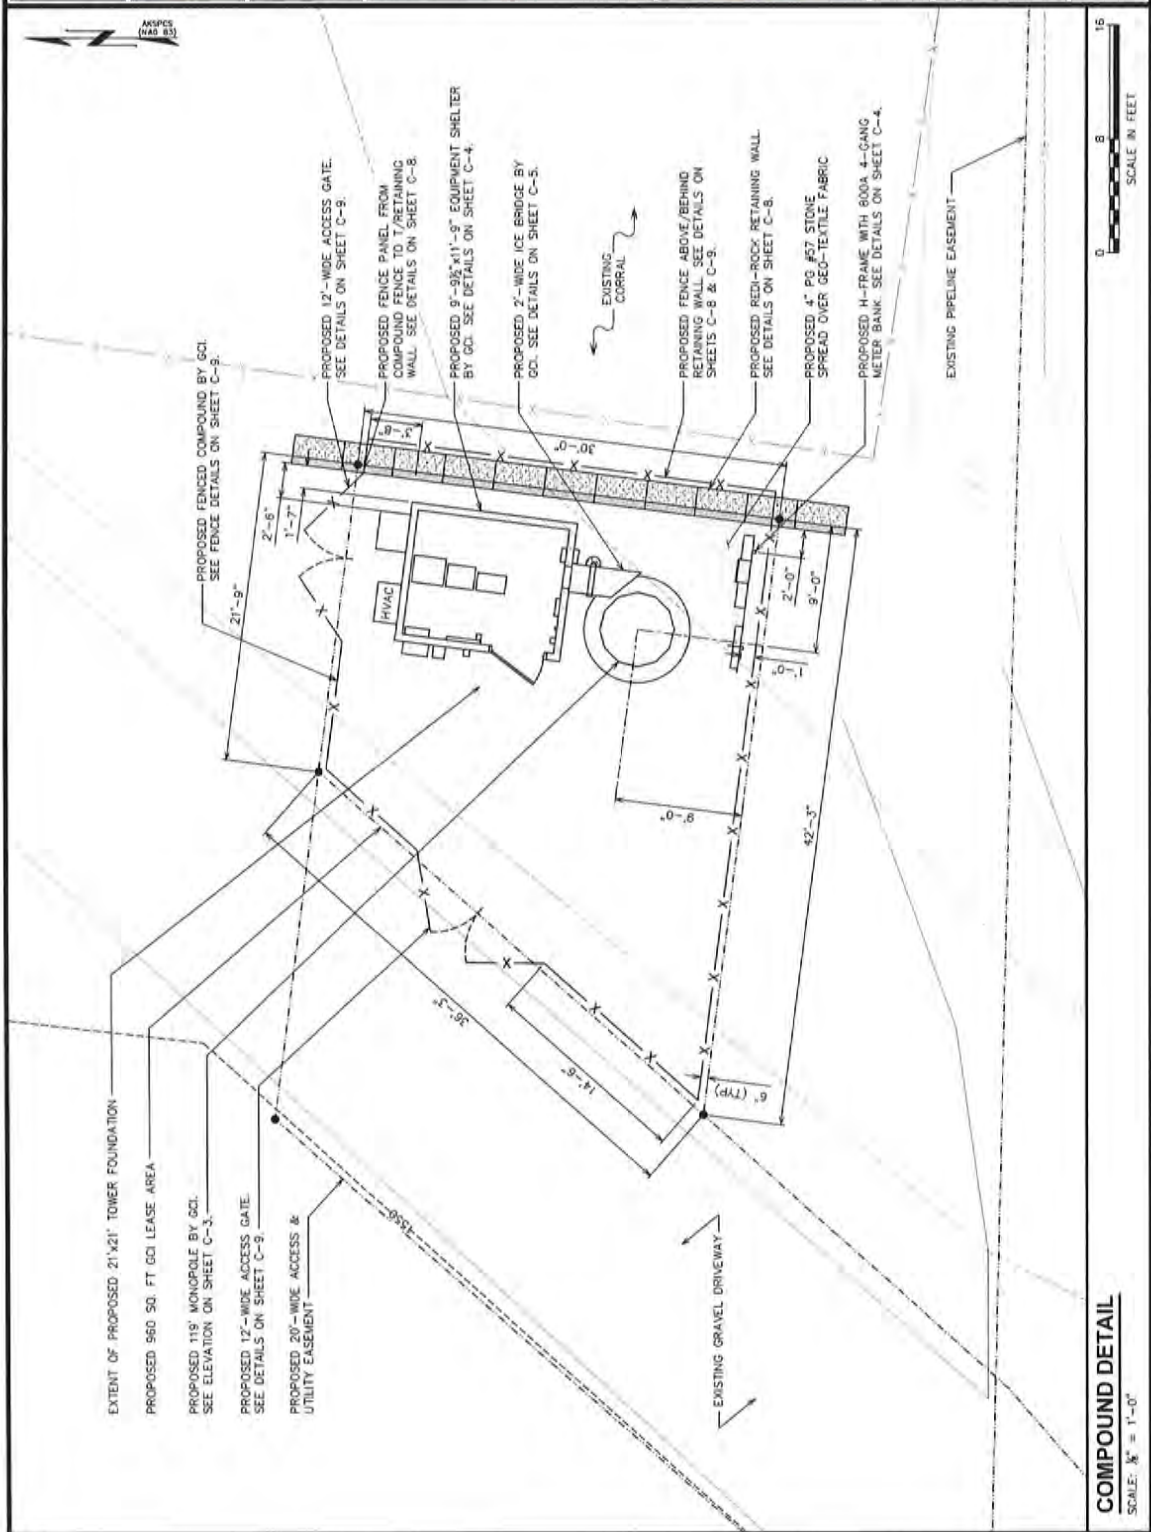 AKSPCS
(NAD 83)
EXTENT OF PROPOSED 21'x21' TOWER FOUNDATION
PROPOSED 960 SQ. FT GCI LEASE AREA
PROPOSED 119' MONOPOLE BY GCI.
SEE ELEVATION ON SHEET C-3.
PROPOSED 12'-WIDE ACCESS GATE.
SEE DETAILS ON SHEET C-9.
PROPOSED 20'-WIDE ACCESS &
UTILITY EASEMENT
EXISTING GRAVEL DRIVEWAY
PROPOSED FENCED COMPOUND BY GCI.
SEE FENCE DETAILS ON SHEET C-9.
PROPOSED 12'-WIDE ACCESS GATE.
SEE DETAILS ON SHEET C-9.
PROPOSED FENCE PANEL FROM
COMPOUND FENCE TO T/RETAINING
WALL. SEE DETAILS ON SHEET C-8.
PROPOSED 9'-9½"x11'-9" EQUIPMENT SHELTER
BY GCI. SEE DETAILS ON SHEET C-4.
PROPOSED 2'-WIDE ICE BRIDGE BY
GCI. SEE DETAILS ON SHEET C-5.
EXISTING
CORRAL
PROPOSED FENCE ABOVE/BEHIND
RETAINING WALL. SEE DETAILS ON
SHEETS C-8 & C-9.
PROPOSED REDI-ROCK RETAINING WALL.
SEE DETAILS ON SHEET C-8.
PROPOSED 4" PG #57 STONE
SPREAD OVER GEO-TEXTILE FABRIC
PROPOSED H-FRAME WITH 600A 4-GANG
METER BANK. SEE DETAILS ON SHEET C-4.
EXISTING PIPELINE EASEMENT
21'-9"
2'-6"
1'-7"
3'-8"
30'-0"
HVAC
2'-0"
9'-0"
1'-0"
9'-0"
42'-3"
36'-3"
14'-6"
6" (TYP)
4550
COMPOUND DETAIL
SCALE: ⅛" = 1'-0"
0 8 16
SCALE IN FEET